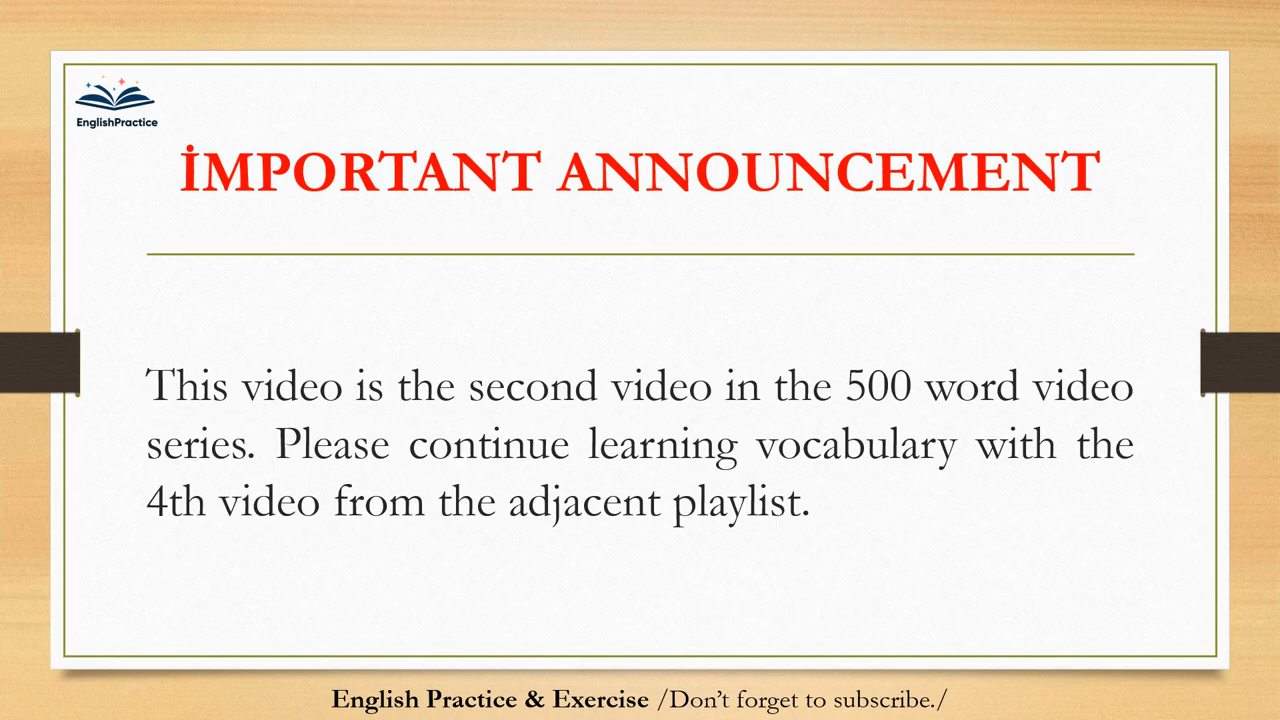 EnglishPractice
İMPORTANT ANNOUNCEMENT
This video is the second video in the 500 word video
series. Please continue learning vocabulary with the
4th video from the adjacent playlist.
English Practice & Exercise /Don’t forget to subscribe./